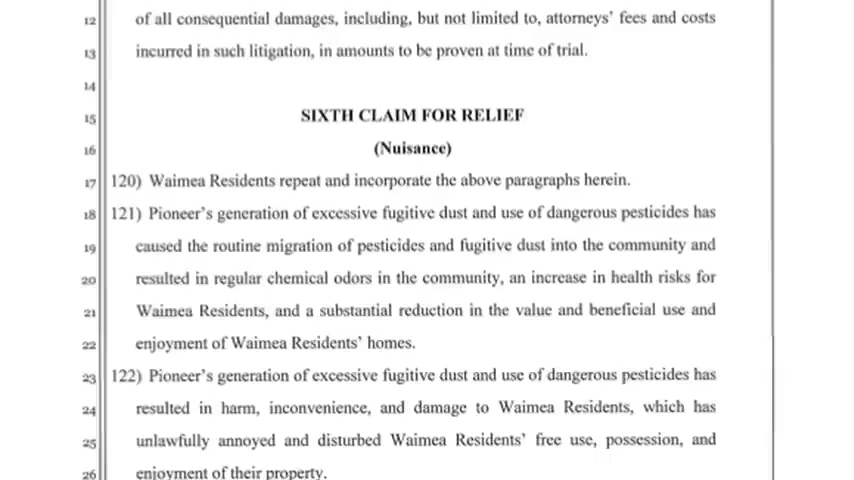 12 of all consequential damages, including, but not limited to, attorneys' fees and costs
13 incurred in such litigation, in amounts to be proven at time of trial.
14
15 SIXTH CLAIM FOR RELIEF
16 (Nuisance)
17 120) Waimea Residents repeat and incorporate the above paragraphs herein.
18 121) Pioneer's generation of excessive fugitive dust and use of dangerous pesticides has
19 caused the routine migration of pesticides and fugitive dust into the community and
20 resulted in regular chemical odors in the community, an increase in health risks for
21 Waimea Residents, and a substantial reduction in the value and beneficial use and
22 enjoyment of Waimea Residents' homes.
23 122) Pioneer's generation of excessive fugitive dust and use of dangerous pesticides has
24 resulted in harm, inconvenience, and damage to Waimea Residents, which has
25 unlawfully annoyed and disturbed Waimea Residents' free use, possession, and
26 enjoyment of their property.